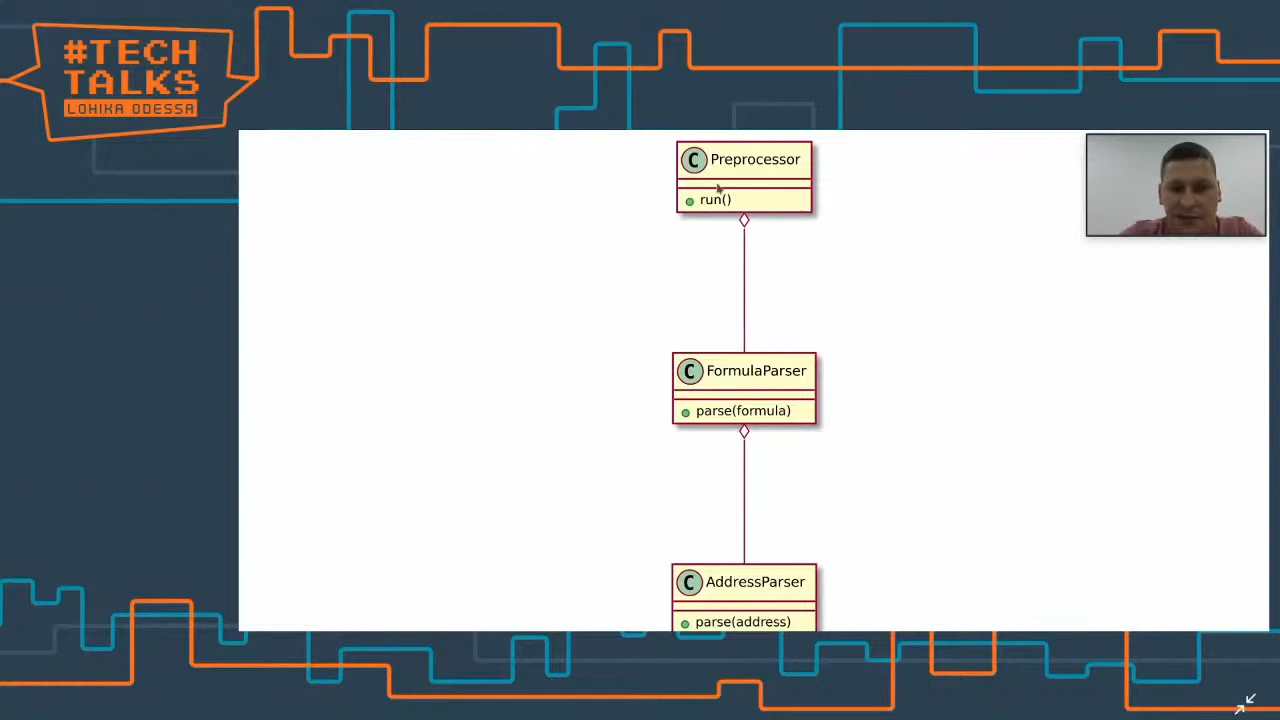 #TECH
TALKS
LOHIKA ODESSA
C Preprocessor
run()
C FormulaParser
parse(formula)
C AddressParser
parse(address)